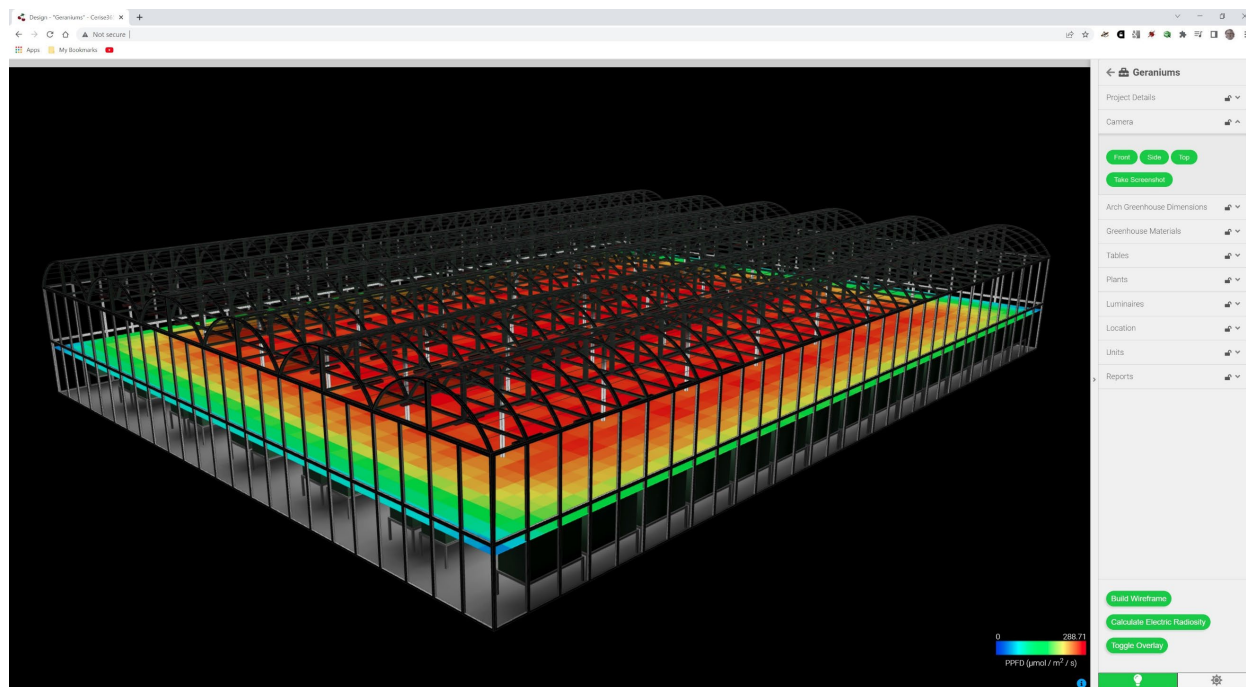 Design - "Geraniums" - Cerise3
Not secure
Apps My Bookmarks
Geraniums
Project Details
Camera
Front Side Top
Take Screenshot
Arch Greenhouse Dimensions
Greenhouse Materials
Tables
Plants
Luminaires
Location
Units
Reports
Build Wireframe
Calculate Electric Radiosity
Toggle Overlay
0 288.71
PPFD (μmol / m² / s)